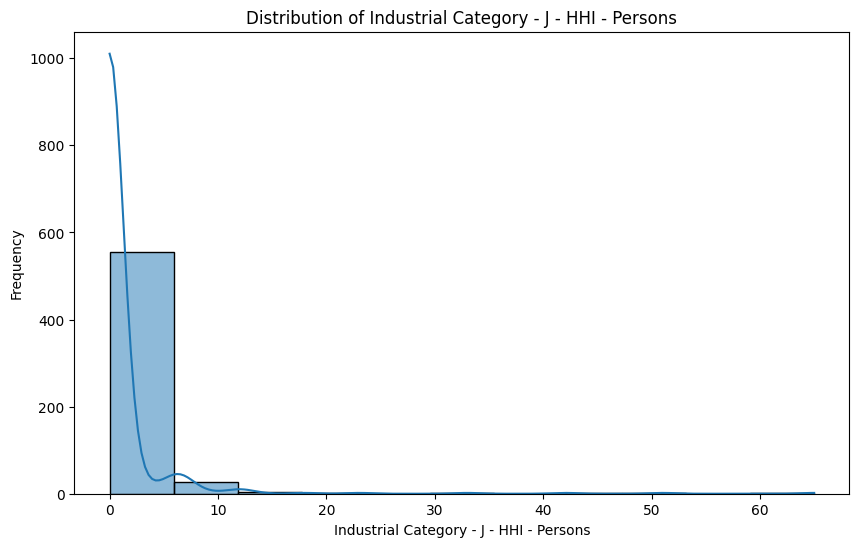 Distribution of Industrial Category - J - HHI - Persons
Frequency
1000
800
600
400
200
0
0 10 20 30 40 50 60
Industrial Category - J - HHI - Persons